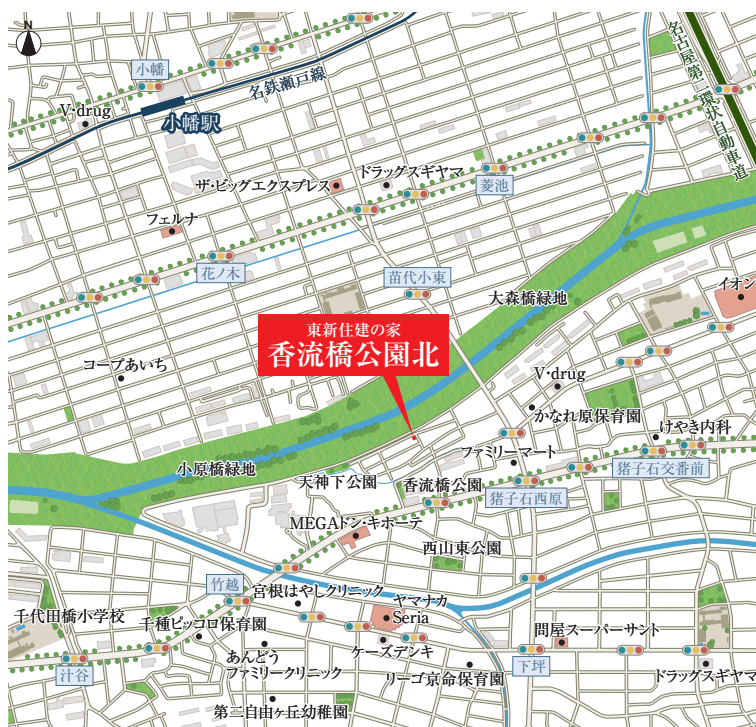 N
小幡
名鉄瀬戸線
名古屋第二環状自動車道
V・drug
小幡駅
ドラッグスギヤマ
ザ・ビッグエクスプレス
菱池
フェルナ
花ノ木
苗代小東
大森橋緑地
イオン
東新住建の家
香流橋公園北
コープあいち
V・drug
かなれ原保育園
けやき内科
ファミリーマート
猪子石交番前
小原橋緑地
天神下公園
香流橋公園
猪子石西原
MEGAドン・キホーテ
西山東公園
竹越
宮根はやしクリニック
ヤマナカ
Seria
千代田橋小学校
千種ピッコロ保育園
問屋スーパーサント
ケーズデンキ
あんどう
ファミリークリニック
下坪
汁谷
リーゴ京命保育園
ドラッグスギヤマ
第二自由ヶ丘幼稚園